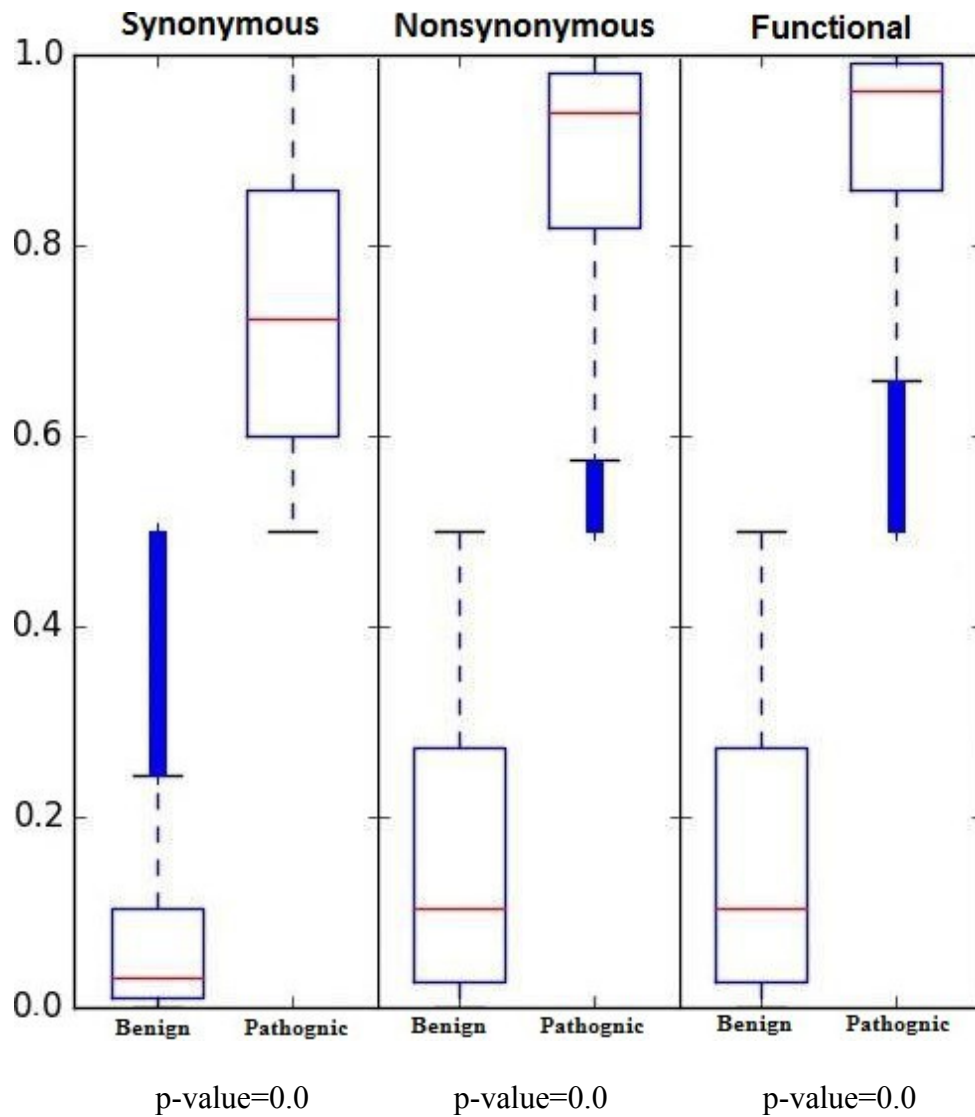 Synonymous Nonsynonymous Functional
1.0
0.8
0.6
0.4
0.2
0.0
Benign Pathognic Benign Pathognic Benign Pathognic
p-value=0.0 p-value=0.0 p-value=0.0